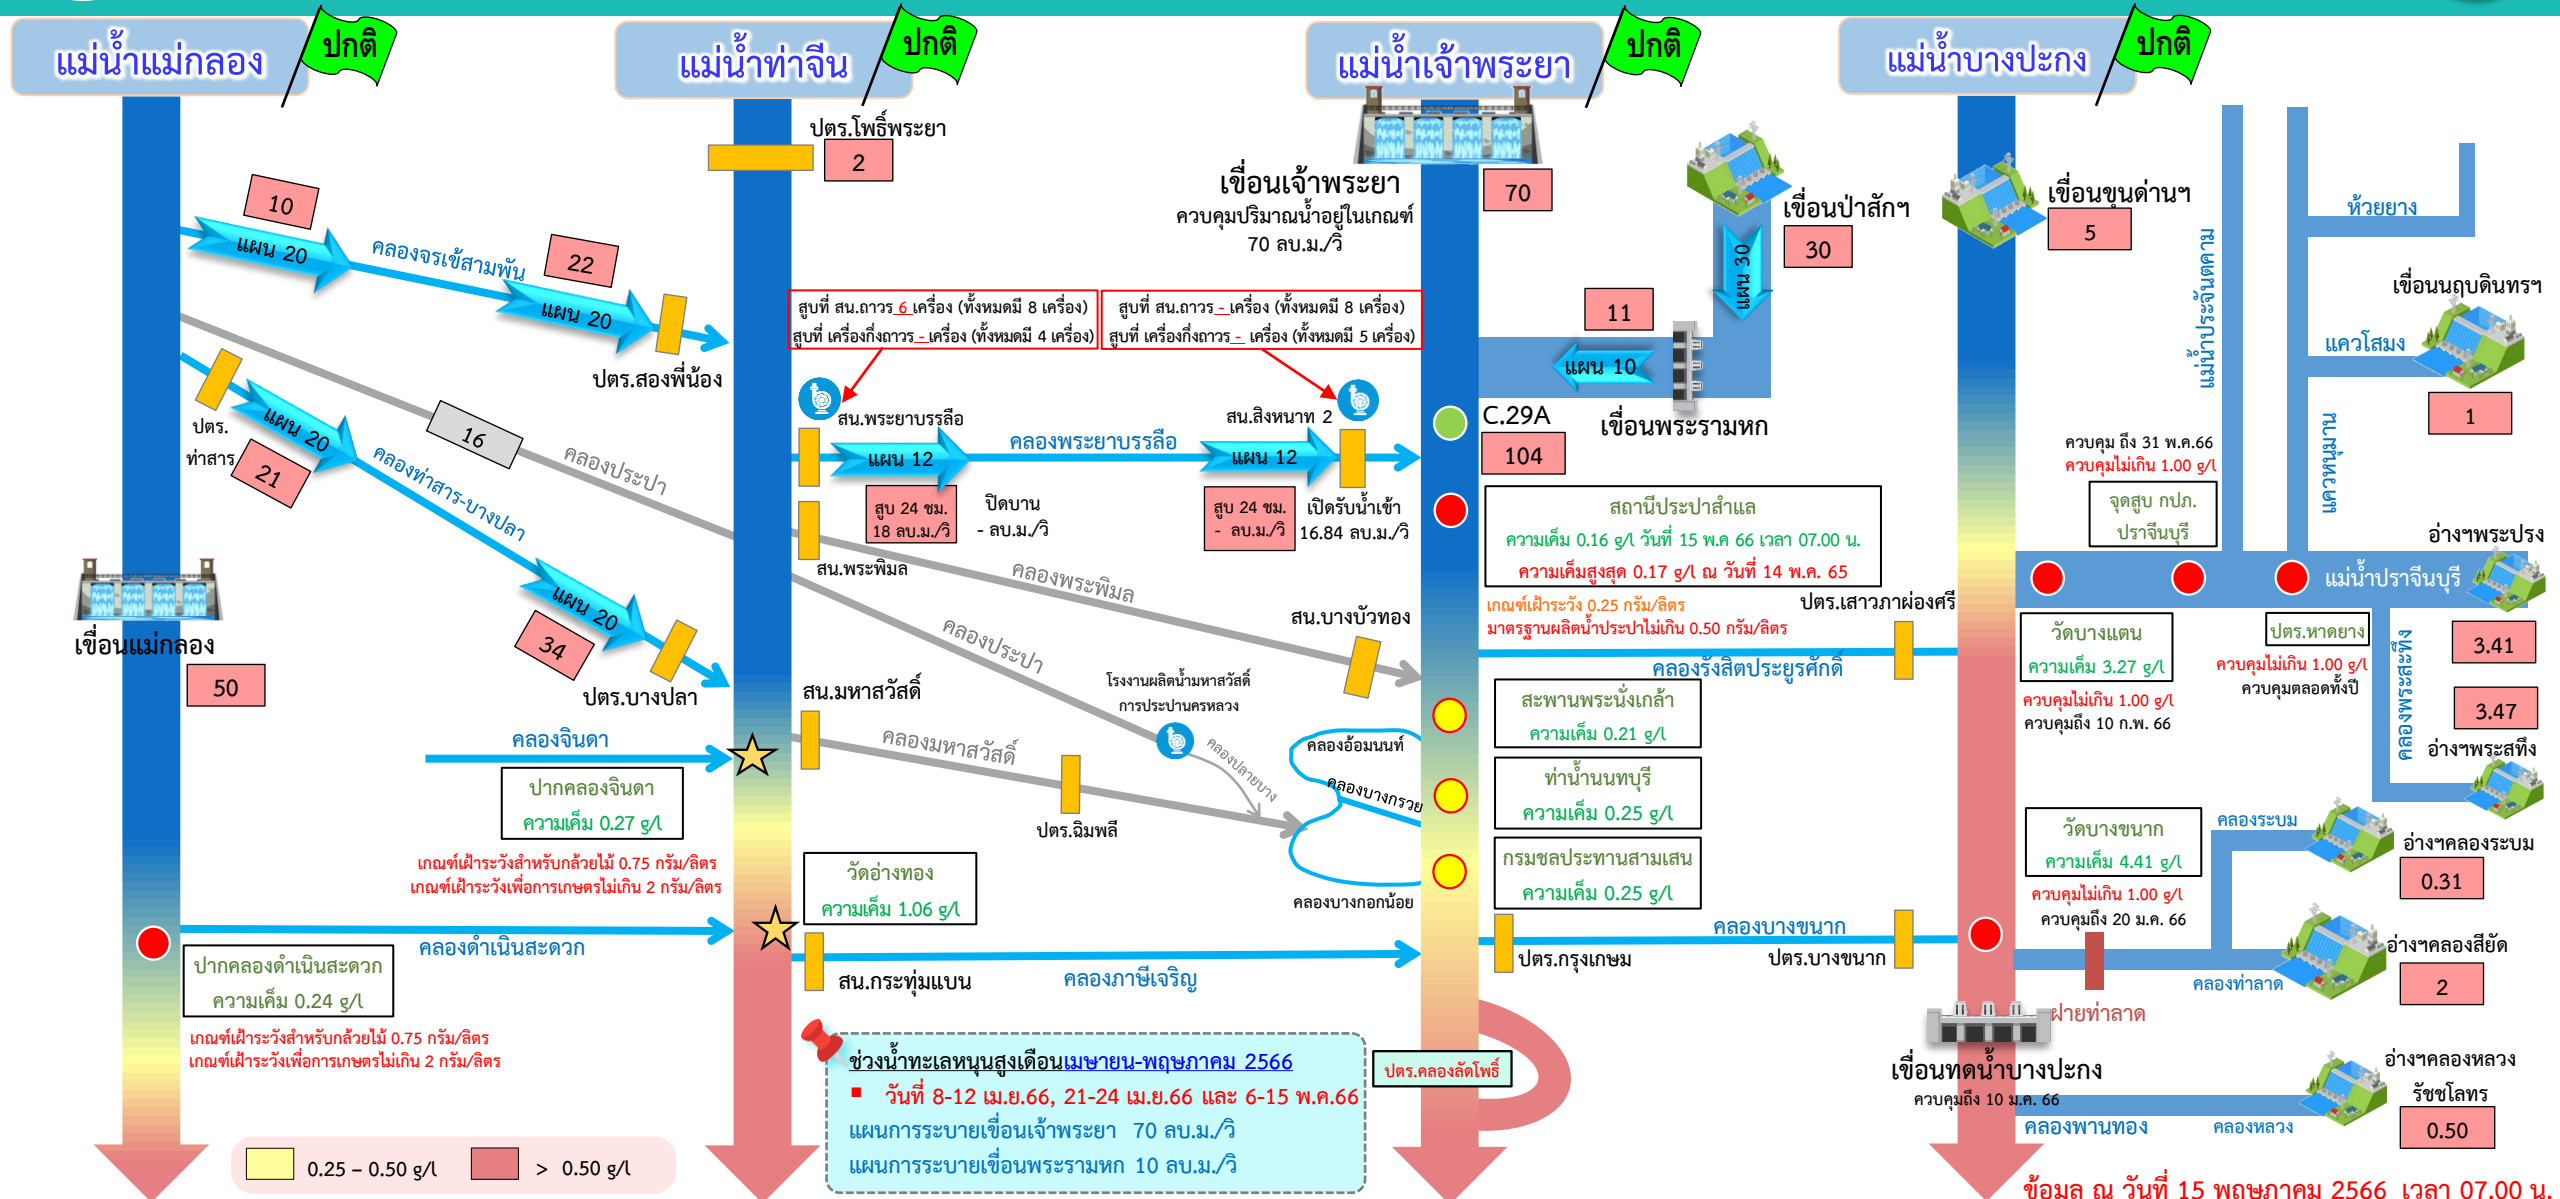 แม่น้ำแม่กลอง
ปกติ
แม่น้ำท่าจีน
ปกติ
แม่น้ำเจ้าพระยา
ปกติ
แม่น้ำบางปะกง
ปกติ
ปตร.โพธิ์พระยา
2
10
แผน 20
คลองจรเข้สามพัน
22
แผน 20
ปตร.สองพี่น้อง
ปตร.
ท่าสาร
แผน 20
21
คลองท่าสาร-บางปลา
16
คลองประปา
แผน 20
34
ปตร.บางปลา
เขื่อนแม่กลอง
50
คลองจินดา
ปากคลองจินดา
ความเค็ม 0.27 g/l
เกณฑ์เฝ้าระวังสำหรับกล้วยไม้ 0.75 กรัม/ลิตร
เกณฑ์เฝ้าระวังเพื่อการเกษตรไม่เกิน 2 กรัม/ลิตร
คลองดำเนินสะดวก
ปากคลองดำเนินสะดวก
ความเค็ม 0.24 g/l
เกณฑ์เฝ้าระวังสำหรับกล้วยไม้ 0.75 กรัม/ลิตร
เกณฑ์เฝ้าระวังเพื่อการเกษตรไม่เกิน 2 กรัม/ลิตร
0.25 – 0.50 g/l
> 0.50 g/l
เขื่อนเจ้าพระยา
ควบคุมปริมาณน้ำอยู่ในเกณฑ์
70 ลบ.ม./วิ
70
สูบที่ สน.ถาวร 6 เครื่อง (ทั้งหมดมี 8 เครื่อง)
สูบที่ เครื่องกึ่งถาวร - เครื่อง (ทั้งหมดมี 4 เครื่อง)
สูบที่ สน.ถาวร - เครื่อง (ทั้งหมดมี 8 เครื่อง)
สูบที่ เครื่องกึ่งถาวร - เครื่อง (ทั้งหมดมี 5 เครื่อง)
สน.พระยาบรรลือ
แผน 12
คลองพระยาบรรลือ
สน.สิงหนาท 2
แผน 12
สูบ 24 ชม.
18 ลบ.ม./วิ
ปิดบาน
- ลบ.ม./วิ
สูบ 24 ชม.
- ลบ.ม./วิ
เปิดรับน้ำเข้า
16.84 ลบ.ม./วิ
สน.พระพิมล
คลองพระพิมล
สน.บางบัวทอง
คลองประปา
โรงงานผลิตน้ำมหาสวัสดิ์
การประปานครหลวง
คลองปลายบาง
สน.มหาสวัสดิ์
คลองมหาสวัสดิ์
ปตร.ฉิมพลี
คลองอ้อมนนท์
คลองบางกรวย
คลองบางกอกน้อย
วัดอ่างทอง
ความเค็ม 1.06 g/l
สน.กระทุ่มแบน
คลองภาษีเจริญ
ช่วงน้ำทะเลหนุนสูงเดือนเมษายน-พฤษภาคม 2566
▪ วันที่ 8-12 เม.ย.66, 21-24 เม.ย.66 และ 6-15 พ.ค.66
แผนการระบายเขื่อนเจ้าพระยา 70 ลบ.ม./วิ
แผนการระบายเขื่อนพระรามหก 10 ลบ.ม./วิ
ปตร.คลองลัดโพธิ์
เขื่อนป่าสักฯ
30
แผน 30
11
แผน 10
เขื่อนพระรามหก
C.29A
104
สถานีประปาสำแล
ความเค็ม 0.16 g/l วันที่ 15 พ.ค 66 เวลา 07.00 น.
ความเค็มสูงสุด 0.17 g/l ณ วันที่ 14 พ.ค. 65
เกณฑ์เฝ้าระวัง 0.25 กรัม/ลิตร
มาตรฐานผลิตน้ำประปาไม่เกิน 0.50 กรัม/ลิตร
ปตร.เสาวภาผ่องศรี
คลองรังสิตประยูรศักดิ์
สะพานพระนั่งเกล้า
ความเค็ม 0.21 g/l
ท่าน้ำนนทบุรี
ความเค็ม 0.25 g/l
กรมชลประทานสามเสน
ความเค็ม 0.25 g/l
คลองบางขนาก
ปตร.กรุงเกษม
ปตร.บางขนาก
เขื่อนขุนด่านฯ
5
แม่น้ำประจันตคาม
ห้วยยาง
เขื่อนนฤบดินทรฯ
แควโสมง
1
แควหนุมาน
ควบคุม ถึง 31 พ.ค.66
ควบคุมไม่เกิน 1.00 g/l
จุดสูบ กปภ.
ปราจีนบุรี
อ่างฯพระปรง
แม่น้ำปราจีนบุรี
3.41
วัดบางแตน
ความเค็ม 3.27 g/l
ควบคุมไม่เกิน 1.00 g/l
ควบคุมถึง 10 ก.พ. 66
ปตร.หาดยาง
ควบคุมไม่เกิน 1.00 g/l
ควบคุมตลอดทั้งปี
คลองพระสะทึง
3.47
อ่างฯพระสทึง
วัดบางขนาก
ความเค็ม 4.41 g/l
ควบคุมไม่เกิน 1.00 g/l
ควบคุมถึง 20 ม.ค. 66
คลองระบม
อ่างฯคลองระบม
0.31
อ่างฯคลองสียัด
2
คลองท่าลาด
ฝายท่าลาด
เขื่อนทดน้ำบางปะกง
ควบคุมถึง 10 ม.ค. 66
คลองพานทอง
คลองหลวง
อ่างฯคลองหลวง
รัชชโลทร
0.50
ข้อมูล ณ วันที่ 15 พฤษภาคม 2566 เวลา 07.00 น.